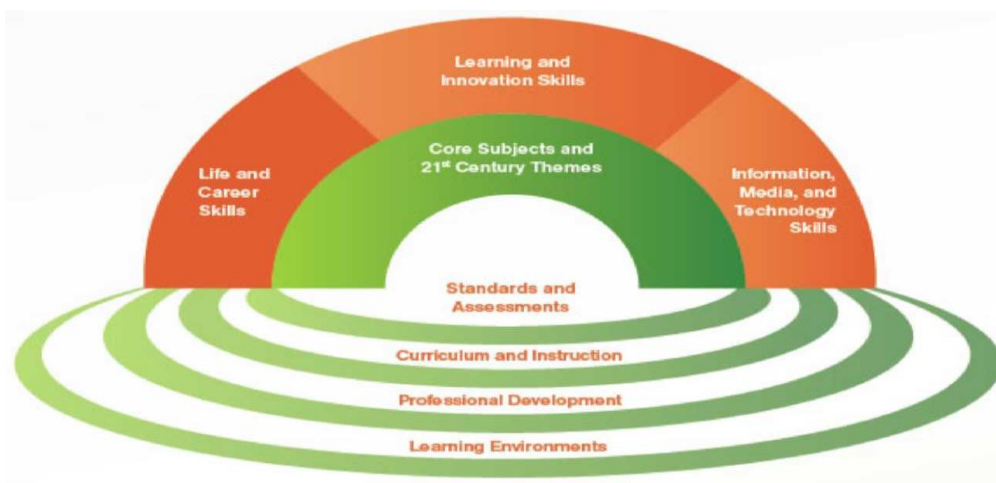 Learning and
Innovation Skills
Core Subjects and
21st Century Themes
Life and
Career
Skills
Information,
Media, and
Technology
Skills
Standards and
Assessments
Curriculum and Instruction
Professional Development
Learning Environments